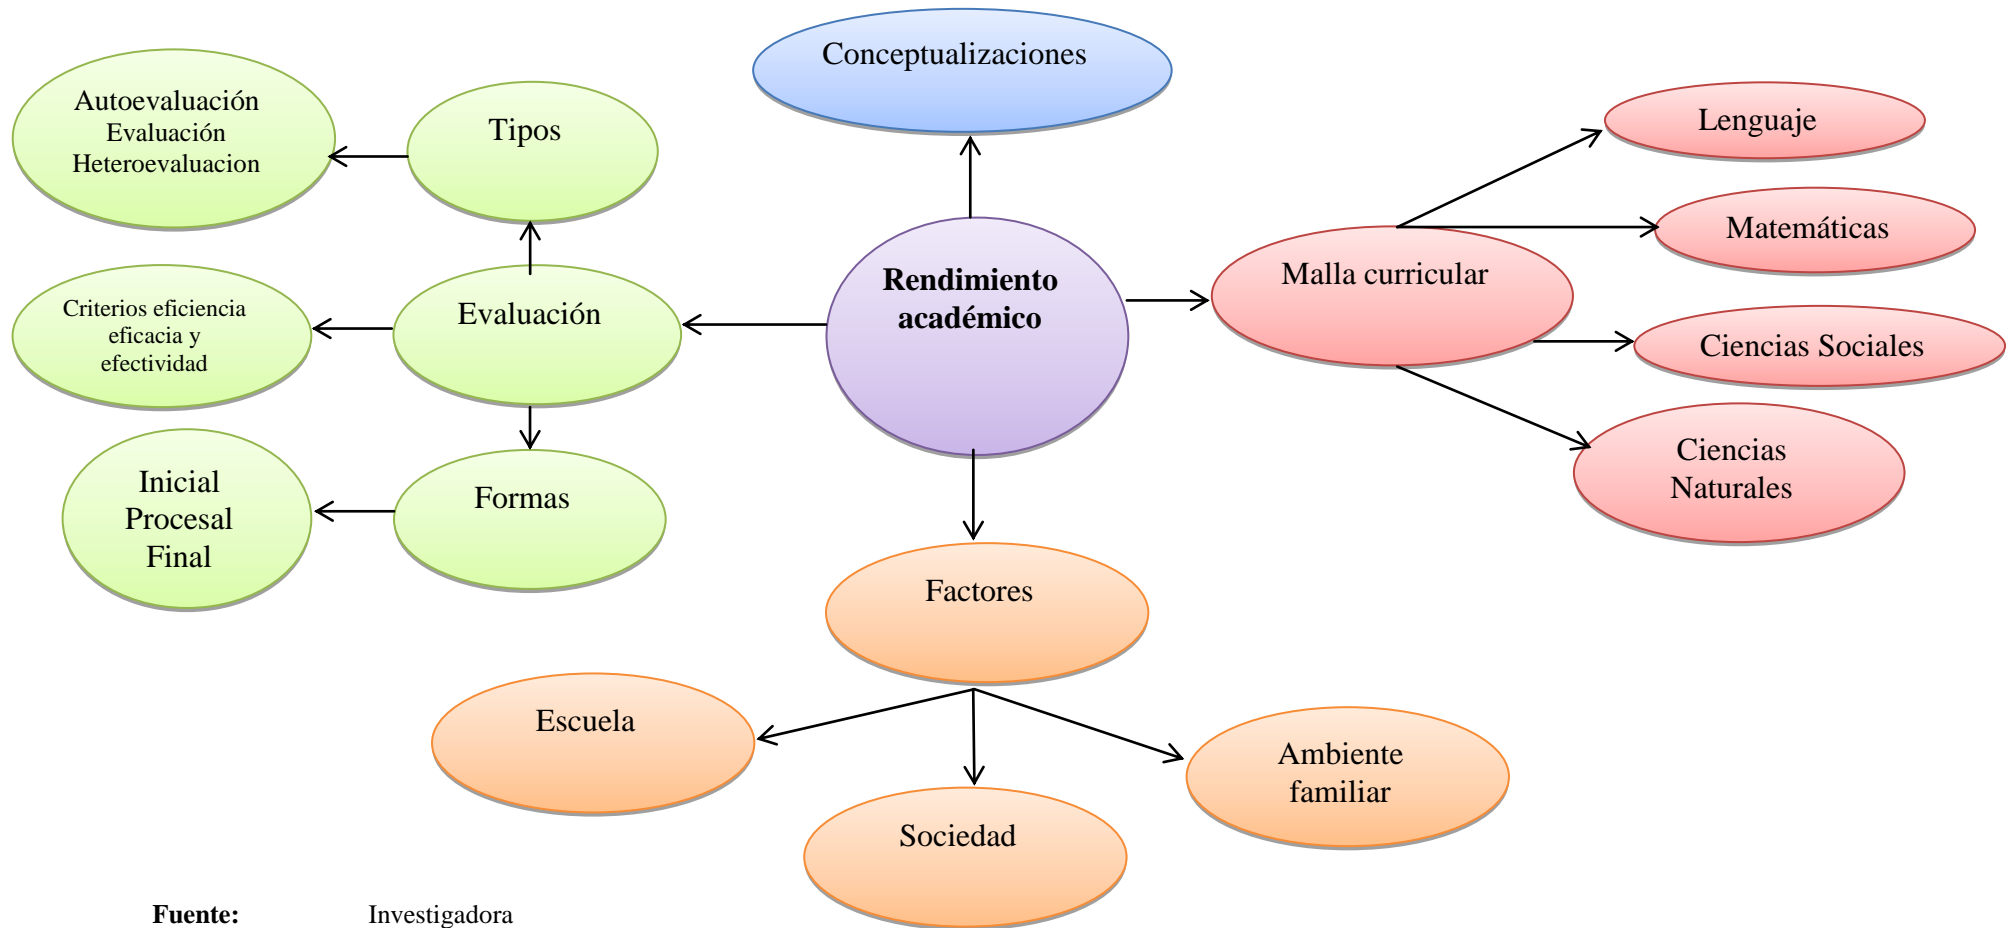 Conceptualizaciones
Autoevaluación
Evaluación
Heteroevaluacion
Tipos
Lenguaje
Matemáticas
Rendimiento
académico
Malla curricular
Criterios eficiencia
eficacia y
efectividad
Evaluación
Ciencias Sociales
Ciencias
Naturales
Inicial
Procesal
Final
Formas
Factores
Escuela
Ambiente
familiar
Sociedad
Fuente: Investigadora